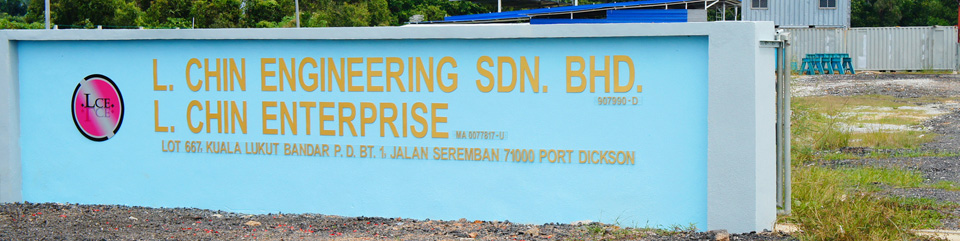 LCE.
L. CHIN ENGINEERING SDN. BHD.
907990-D
L. CHIN ENTERPRISE MA 0077817-U
LOT 667, KUALA LUKUT BANDAR P. D. BT. 1, JALAN SEREMBAN 71000 PORT DICKSON